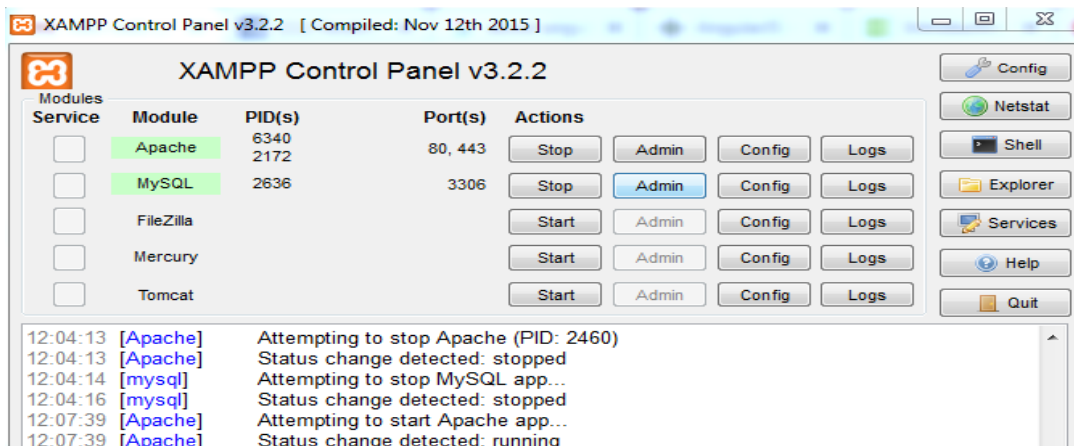 XAMPP Control Panel v3.2.2 [ Compiled: Nov 12th 2015 ]
XAMPP Control Panel v3.2.2
Config
Modules
Service Module PID(s) Port(s) Actions
Netstat
Apache 6340 2172 80, 443 Stop Admin Config Logs
Shell
MySQL 2636 3306 Stop Admin Config Logs
Explorer
FileZilla Start Admin Config Logs
Services
Mercury Start Admin Config Logs
Help
Tomcat Start Admin Config Logs
Quit
12:04:13 [Apache] Attempting to stop Apache (PID: 2460)
12:04:13 [Apache] Status change detected: stopped
12:04:14 [mysql] Attempting to stop MySQL app...
12:04:16 [mysql] Status change detected: stopped
12:07:39 [Apache] Attempting to start Apache app...
12:07:39 [Apache] Status change detected: running